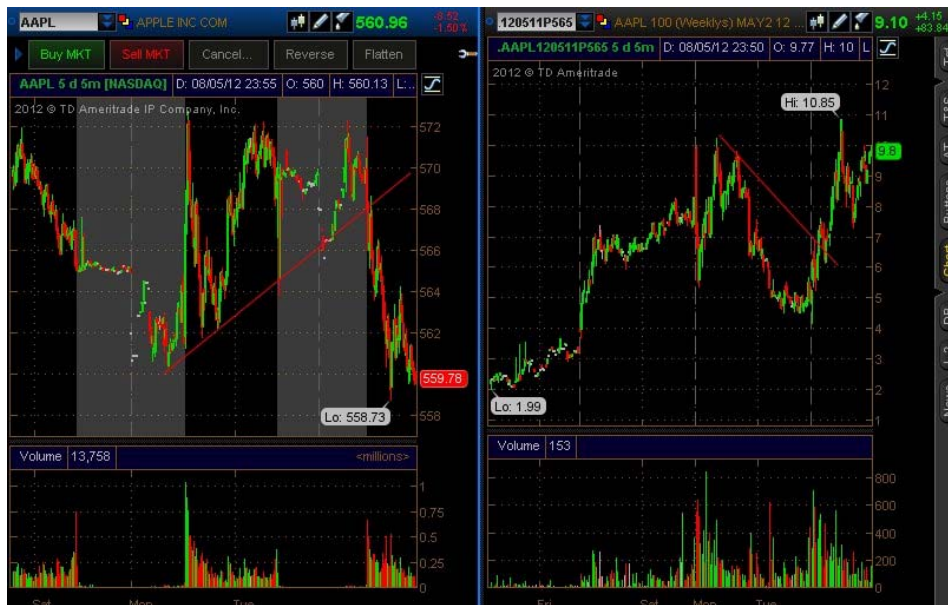 AAPL APPLE INC COM 560.96 -8.52 -1.50%
Buy MKT Sell MKT Cancel... Reverse Flatten
AAPL 5 d 5m [NASDAQ] D: 08/05/12 23:55 O: 560 H: 560.13 L:...
2012 © TD Ameritrade IP Company, Inc.
572
570
568
566
564
562
559.78
558
Lo: 558.73
Volume 13,758 <millions>
1
0.75
0.5
0.25
0
Sat Mon Tue
.120511P565 AAPL 100 (Weeklys) MAY2 12 ... 9.10 +4.15
+83.84
.AAPL120511P565 5 d 5m D: 08/05/12 23:50 O: 9.77 H: 10 L
2012 © TD Ameritrade
Hi: 10.85
12
11
9.8
9
8
7
6
5
4
3
2
1
Lo: 1.99
Volume 153
800
600
400
200
0
Fri Sat Mon Tue